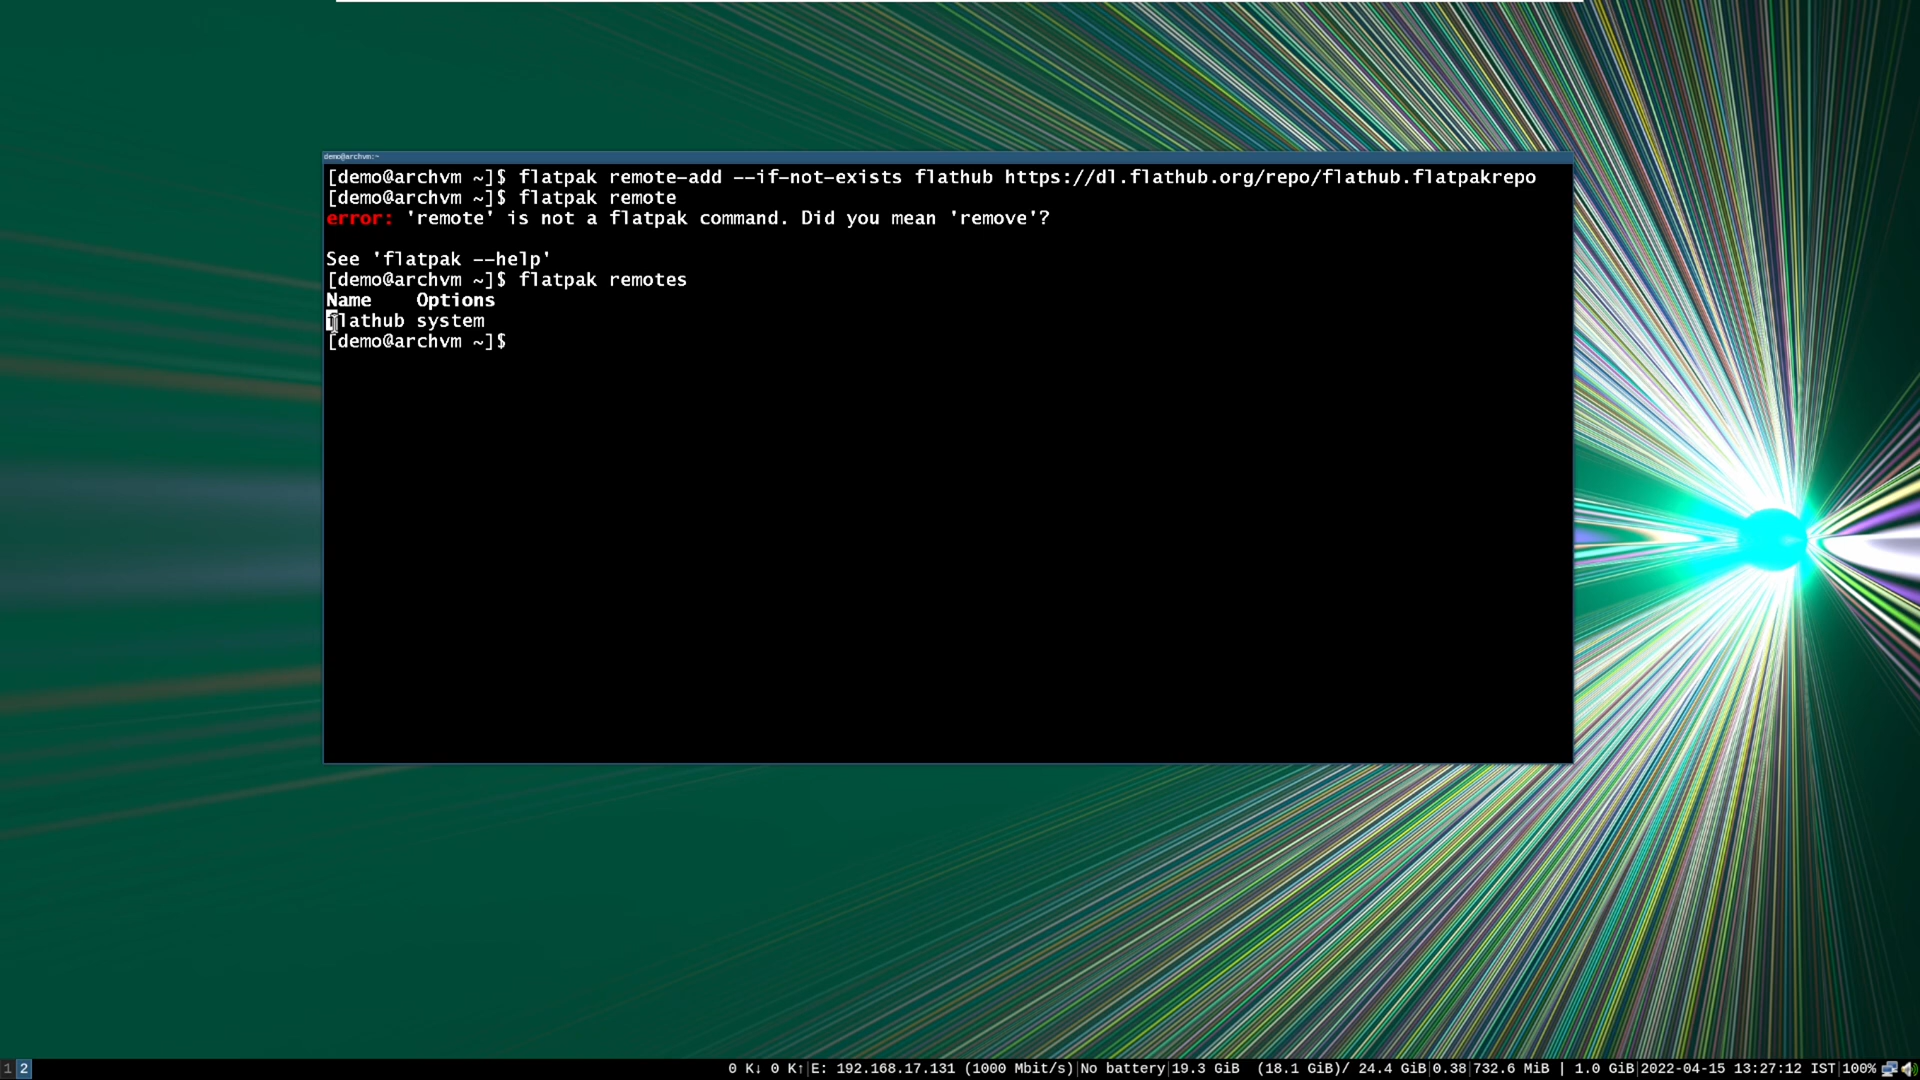 demo@archvm:~
[demo@archvm ~]$ flatpak remote-add --if-not-exists flathub https://dl.flathub.org/repo/flathub.flatpakrepo
[demo@archvm ~]$ flatpak remote
error: 'remote' is not a flatpak command. Did you mean 'remove'?
See 'flatpak --help'
[demo@archvm ~]$ flatpak remotes
Name    Options
flathub system
[demo@archvm ~]$
1 2 0 K↓ 0 K↑|E: 192.168.17.131 (1000 Mbit/s)|No battery|19.3 GiB  (18.1 GiB)/ 24.4 GiB|0.38|732.6 MiB | 1.0 GiB|2022-04-15 13:27:12 IST|100%